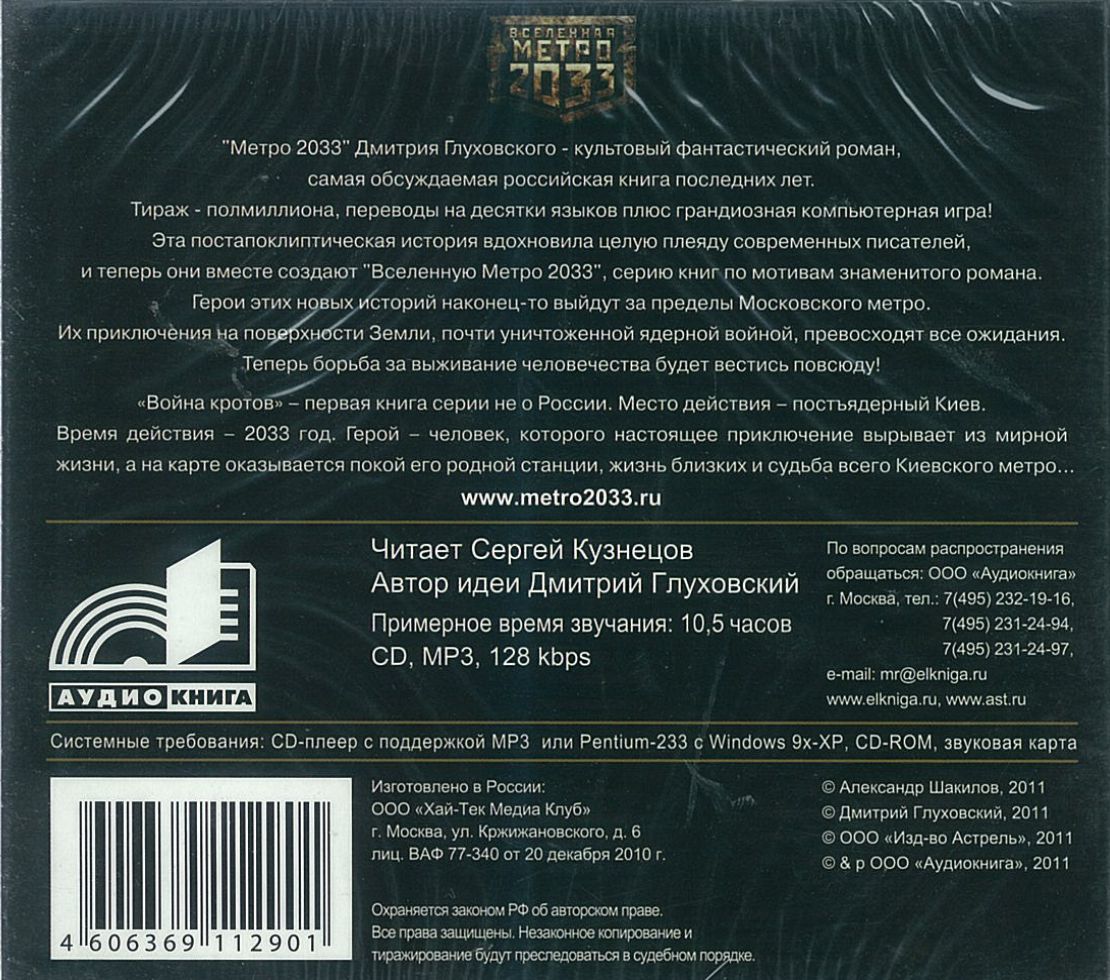 ВСЕЛЕННАЯ
МЕТРО
2033
"Метро 2033" Дмитрия Глуховского - культовый фантастический роман,
самая обсуждаемая российская книга последних лет.
Тираж - полмиллиона, переводы на десятки языков плюс грандиозная компьютерная игра!
Эта постапоклиптическая история вдохновила целую плеяду современных писателей,
и теперь они вместе создают "Вселенную Метро 2033", серию книг по мотивам знаменитого романа.
Герои этих новых историй наконец-то выйдут за пределы Московского метро.
Их приключения на поверхности Земли, почти уничтоженной ядерной войной, превосходят все ожидания.
Теперь борьба за выживание человечества будет вестись повсюду!
«Война кротов» – первая книга серии не о России. Место действия – постъядерный Киев.
Время действия – 2033 год. Герой – человек, которого настоящее приключение вырывает из мирной
жизни, а на карте оказывается покой его родной станции, жизнь близких и судьба всего Киевского метро...
www.metro2033.ru
АУДИОКНИГА
Читает Сергей Кузнецов
Автор идеи Дмитрий Глуховский
Примерное время звучания: 10,5 часов
CD, MP3, 128 kbps
По вопросам распространения
обращаться: ООО «Аудиокнига»
г. Москва, тел.: 7(495) 232-19-16,
7(495) 231-24-94,
7(495) 231-24-97,
e-mail: mr@elkniga.ru
www.elkniga.ru, www.ast.ru
Системные требования: CD-плеер с поддержкой MP3 или Pentium-233 с Windows 9x-XP, CD-ROM, звуковая карта
4 606369 112901
Изготовлено в России:
ООО «Хай-Тек Медиа Клуб»
г. Москва, ул. Кржижановского, д. 6
лиц. ВАФ 77-340 от 20 декабря 2010 г.
Охраняется законом РФ об авторском праве.
Все права защищены. Незаконное копирование и
тиражирование будут преследоваться в судебном порядке.
© Александр Шакилов, 2011
© Дмитрий Глуховский, 2011
© ООО «Изд-во Астрель», 2011
© & р ООО «Аудиокнига», 2011